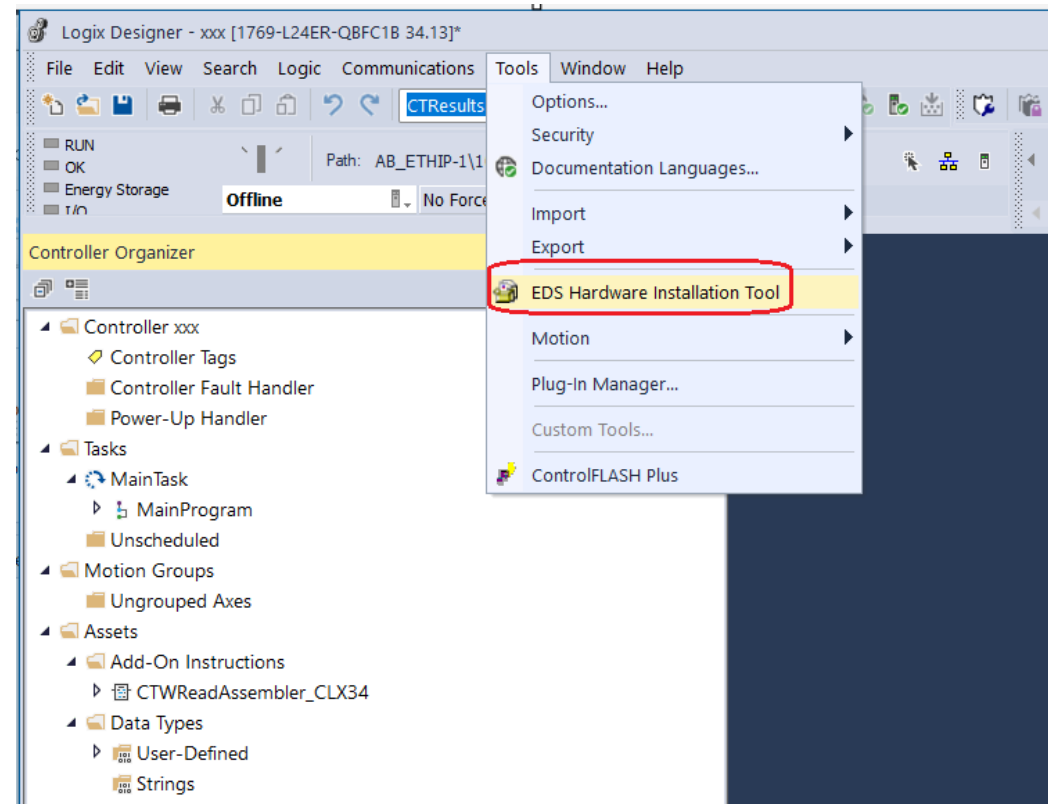 Logix Designer - xxx [1769-L24ER-QBFC1B 34.13]*
File Edit View Search Logic Communications Tools Window Help
CTResults
Options...
Security
Documentation Languages...
Import
Export
EDS Hardware Installation Tool
Motion
Plug-In Manager...
Custom Tools...
ControlFLASH Plus
RUN
OK
Energy Storage
I/O
Path: AB_ETHIP-1\1
Offline
No Force
Controller Organizer
Controller xxx
Controller Tags
Controller Fault Handler
Power-Up Handler
Tasks
MainTask
MainProgram
Unscheduled
Motion Groups
Ungrouped Axes
Assets
Add-On Instructions
CTWReadAssembler_CLX34
Data Types
User-Defined
Strings